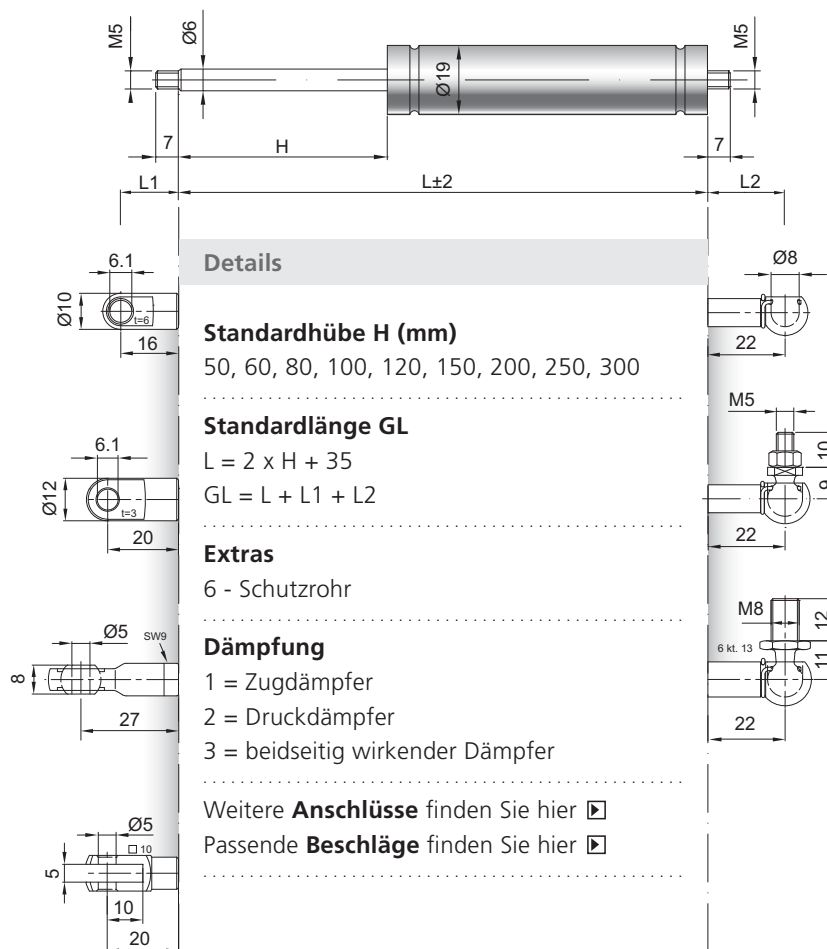 M5
Ø6
Ø19
M5
7
H
7
L1
L±2
L2
Details
Standardhübe H (mm)
50, 60, 80, 100, 120, 150, 200, 250, 300
Standardlänge GL
L = 2 x H + 35
GL = L + L1 + L2
Extras
6 - Schutzrohr
Dämpfung
1 = Zugdämpfer
2 = Druckdämpfer
3 = beidseitig wirkender Dämpfer
Weitere Anschlüsse finden Sie hier
Passende Beschläge finden Sie hier
6.1
Ø10
t=6
16
6.1
Ø12
t=3
20
Ø5
SW9
8
27
Ø5
□ 10
5
10
20
Ø8
22
M5
10
9
22
M8
12
6 kt. 13
11
22